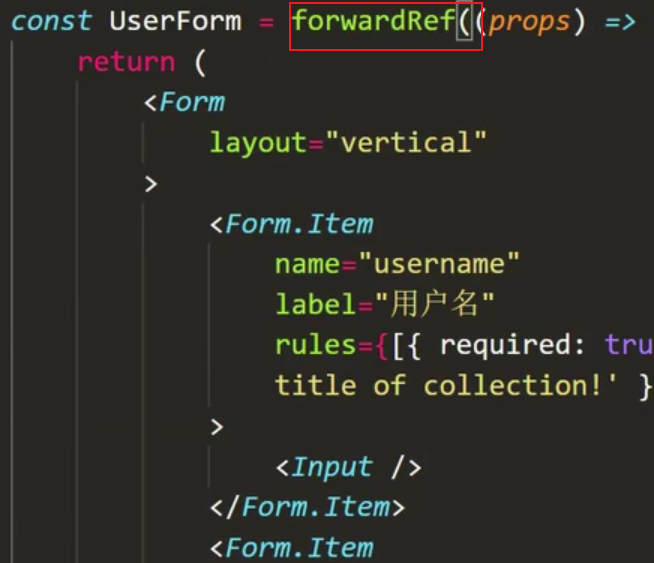 const UserForm = forwardRef((props) =>
return (
<Form
layout="vertical"
>
<Form.Item
name="username"
label="用户名"
rules={[{ required: tru
title of collection!' }
>
<Input />
</Form.Item>
<Form.Item